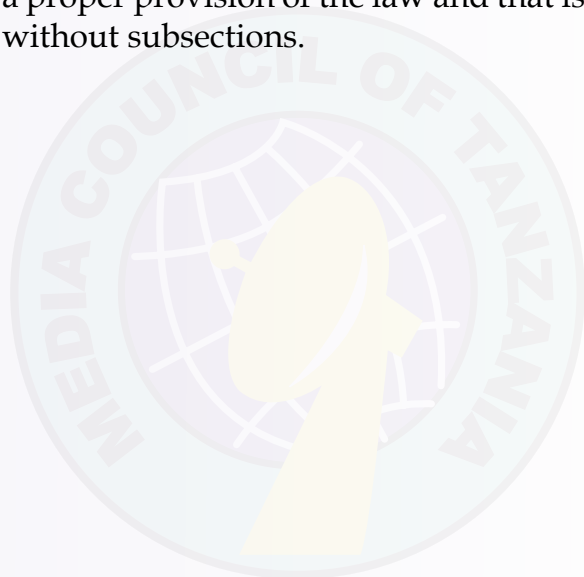 a proper provision of the law and that is
without subsections.
MEDIA COUNCIL OF TANZANIA